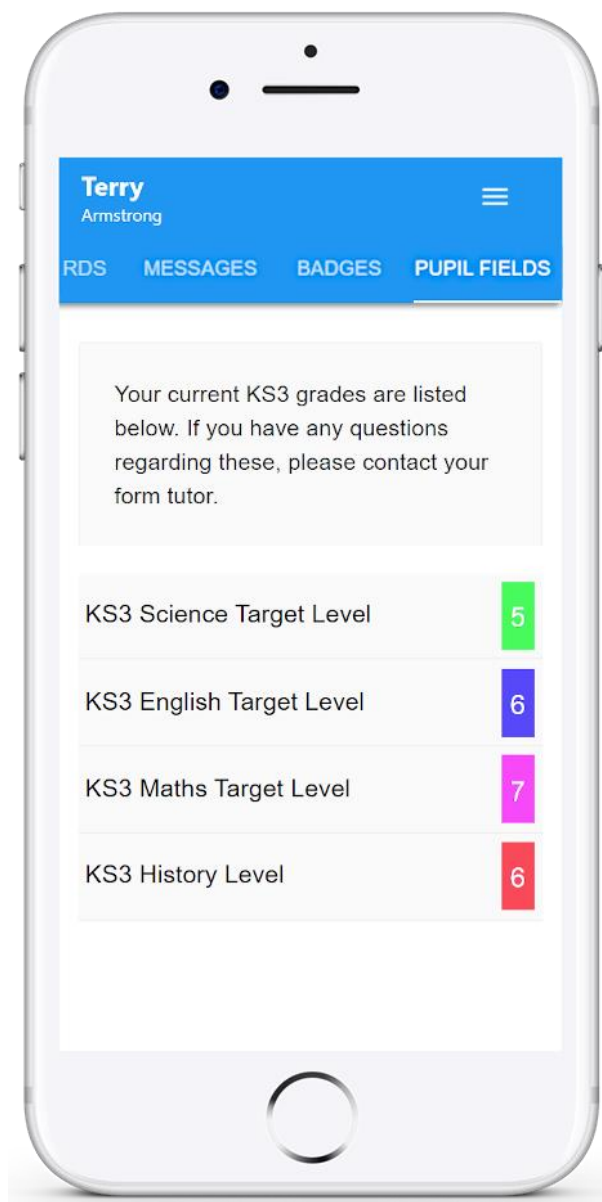 Terry
Armstrong
RDS MESSAGES BADGES PUPIL FIELDS
Your current KS3 grades are listed
below. If you have any questions
regarding these, please contact your
form tutor.
KS3 Science Target Level 5
KS3 English Target Level 6
KS3 Maths Target Level 7
KS3 History Level 6